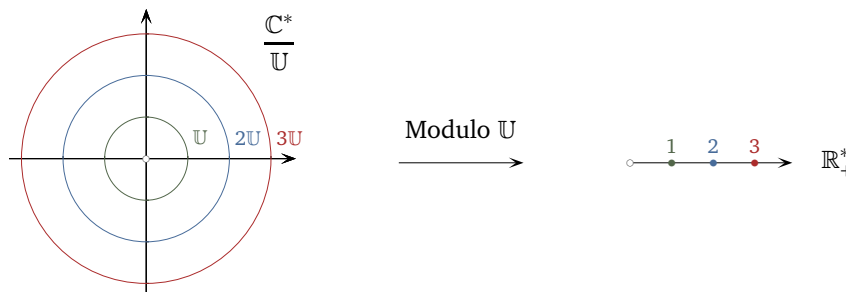 ℂ*
𝕌
𝕌 2𝕌 3𝕌
Modulo 𝕌
1 2 3
ℝ*₊